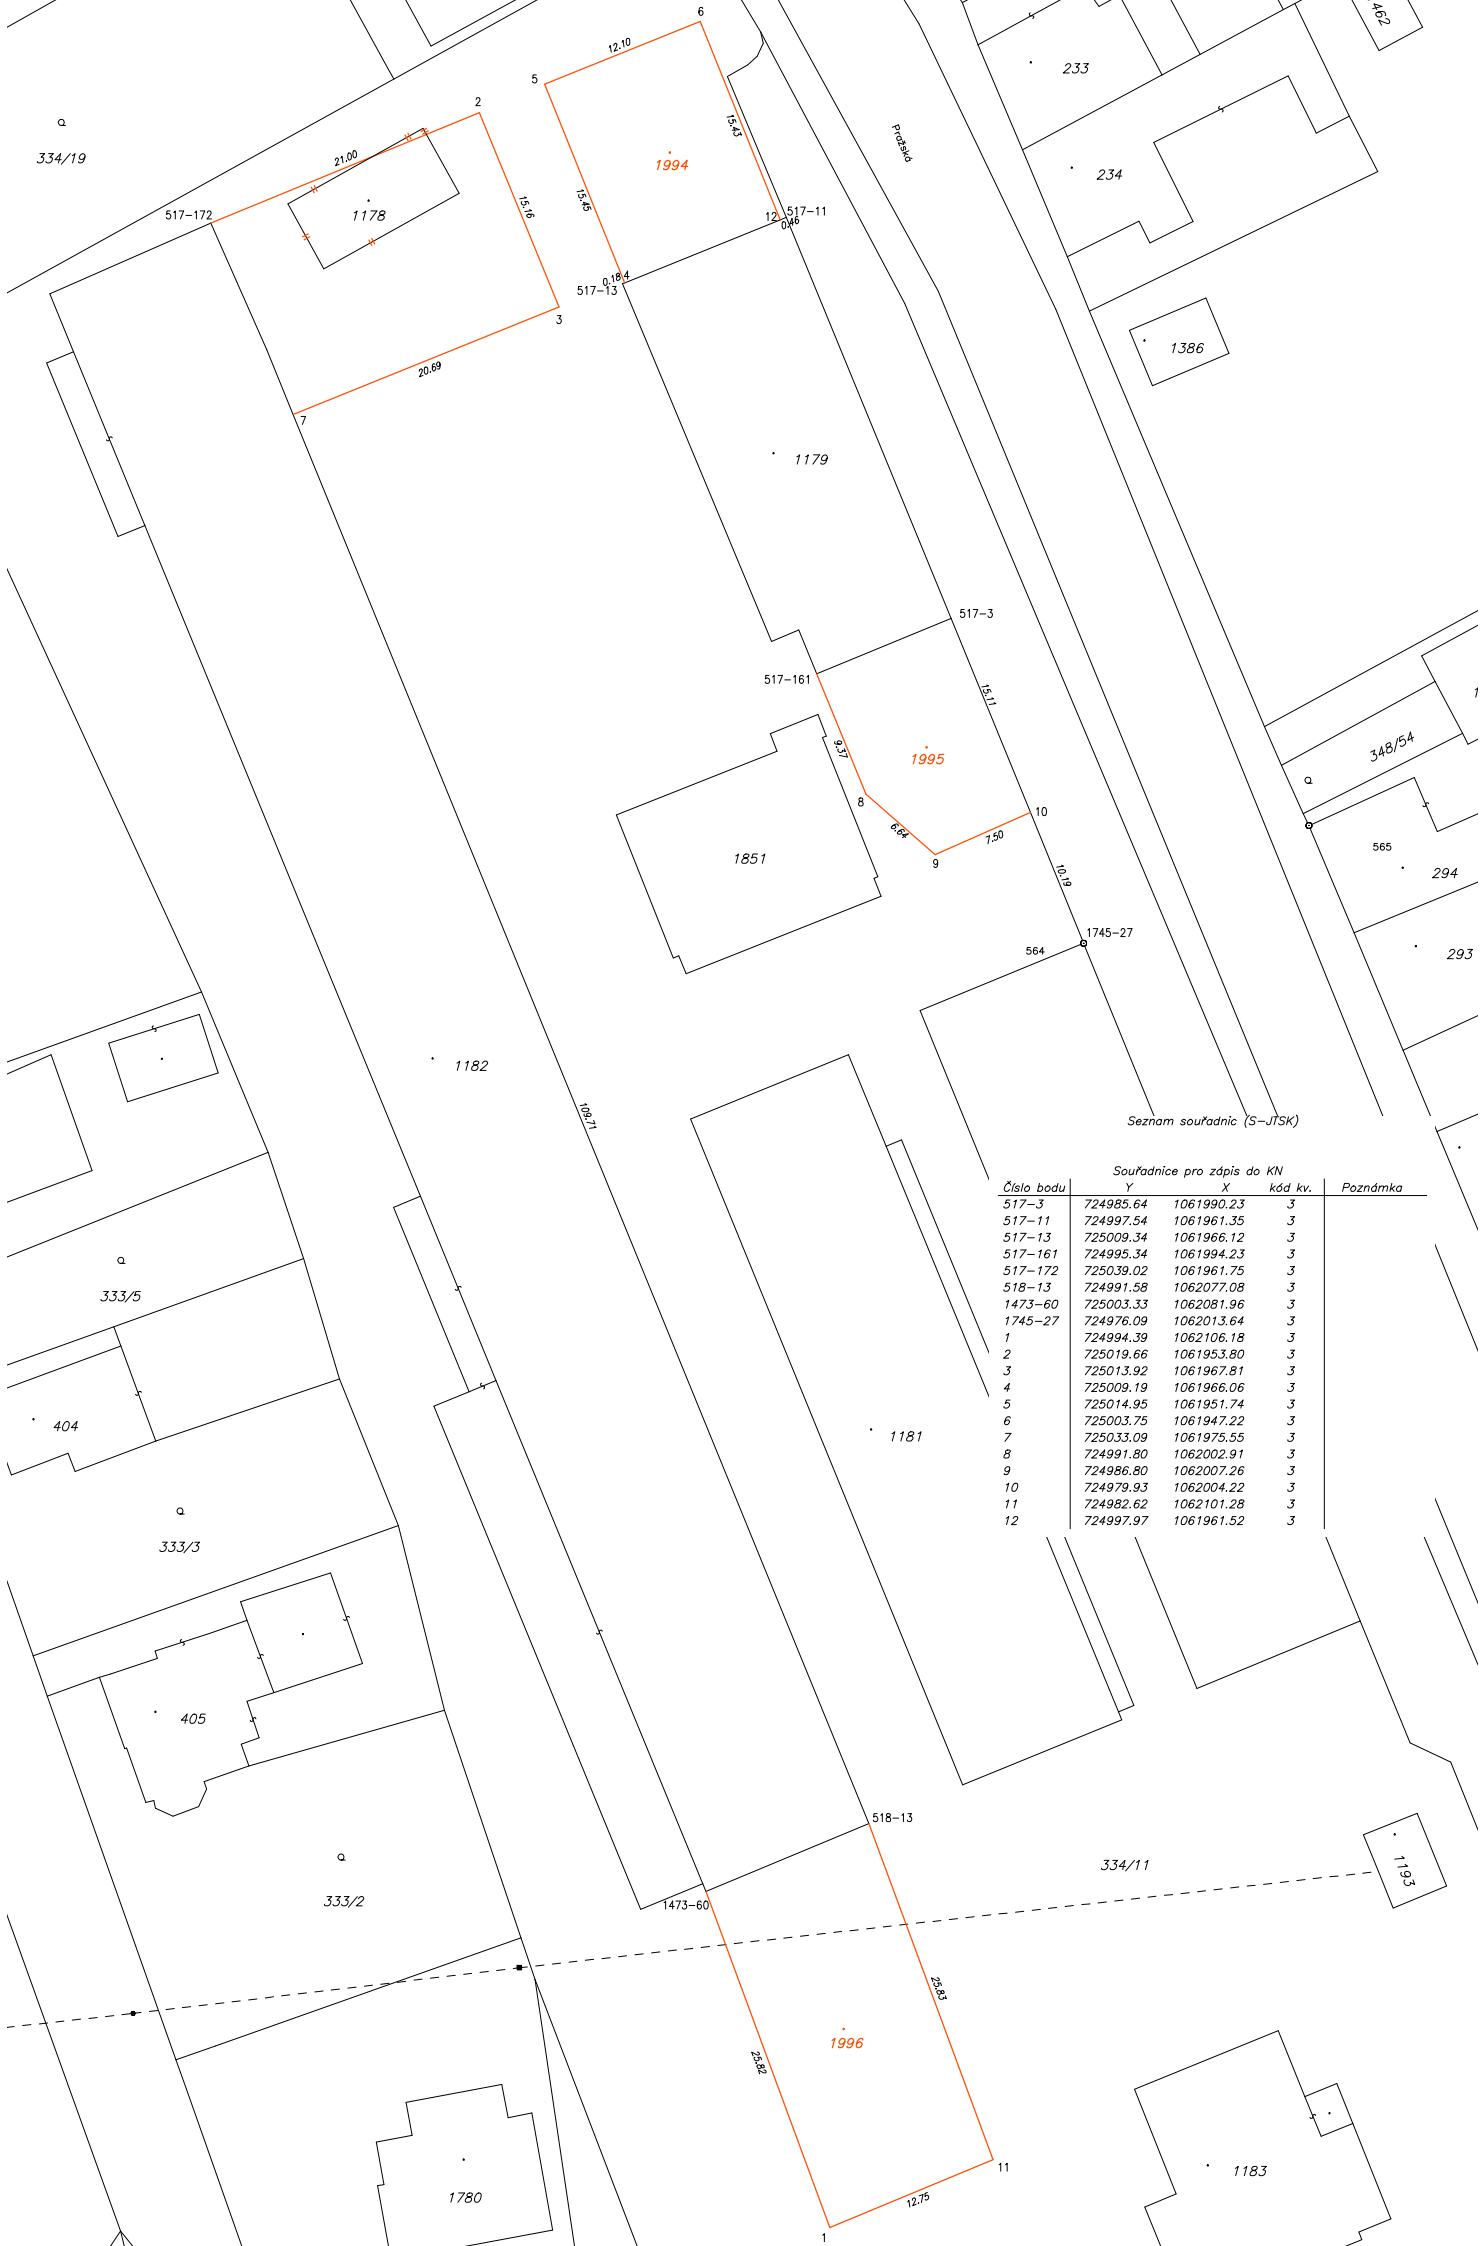 462
6
12.10
233
5
2
Pražská
334/19
15.43
21.00
1994
234
15.45
15.16
517-172
1178
12
517-11
0.46
0.18
4
517-13
3
1386
20.69
7
1179
517-3
517-161
15.11
348/54
9.37
1995
8
10
6.64
7.50
565
1851
9
294
10.19
1745-27
564
293
1182
109.71
Seznam souřadnic (S-JTSK)
Souřadnice pro zápis do KN
Číslo bodu Y X kód kv. Poznámka
517-3 724985.64 1061990.23 3
517-11 724997.54 1061961.35 3
517-13 725009.34 1061966.12 3
517-161 724995.34 1061994.23 3
517-172 725039.02 1061961.75 3
518-13 724991.58 1062077.08 3
1473-60 725003.33 1062081.96 3
1745-27 724976.09 1062013.64 3
1 724994.39 1062106.18 3
2 725019.66 1061953.80 3
3 725013.92 1061967.81 3
4 725009.19 1061966.06 3
5 725014.95 1061951.74 3
6 725003.75 1061947.22 3
7 725033.09 1061975.55 3
8 724991.80 1062002.91 3
9 724986.80 1062007.26 3
10 724979.93 1062004.22 3
11 724982.62 1062101.28 3
12 724997.97 1061961.52 3
333/5
404
1181
333/3
405
518-13
334/11
1193
333/2
1473-60
25.83
1996
25.82
11
1183
1780
12.75
1